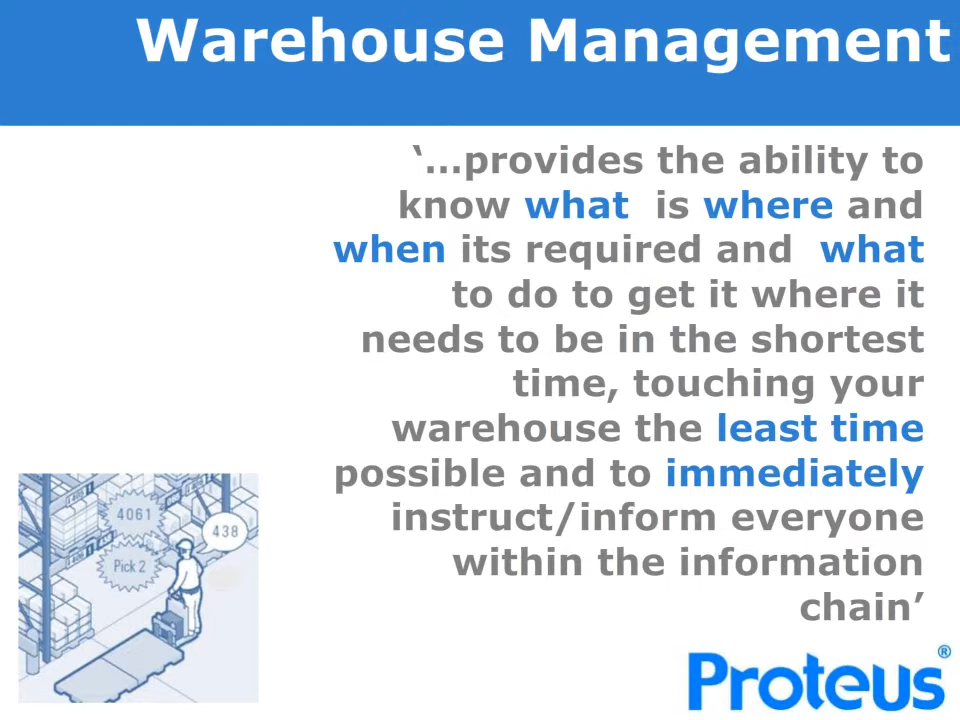 Warehouse Management
‘…provides the ability to
know what is where and
when its required and what
to do to get it where it
needs to be in the shortest
time, touching your
warehouse the least time
possible and to immediately
instruct/inform everyone
within the information
chain’
4061
438
Pick 2
Proteus®